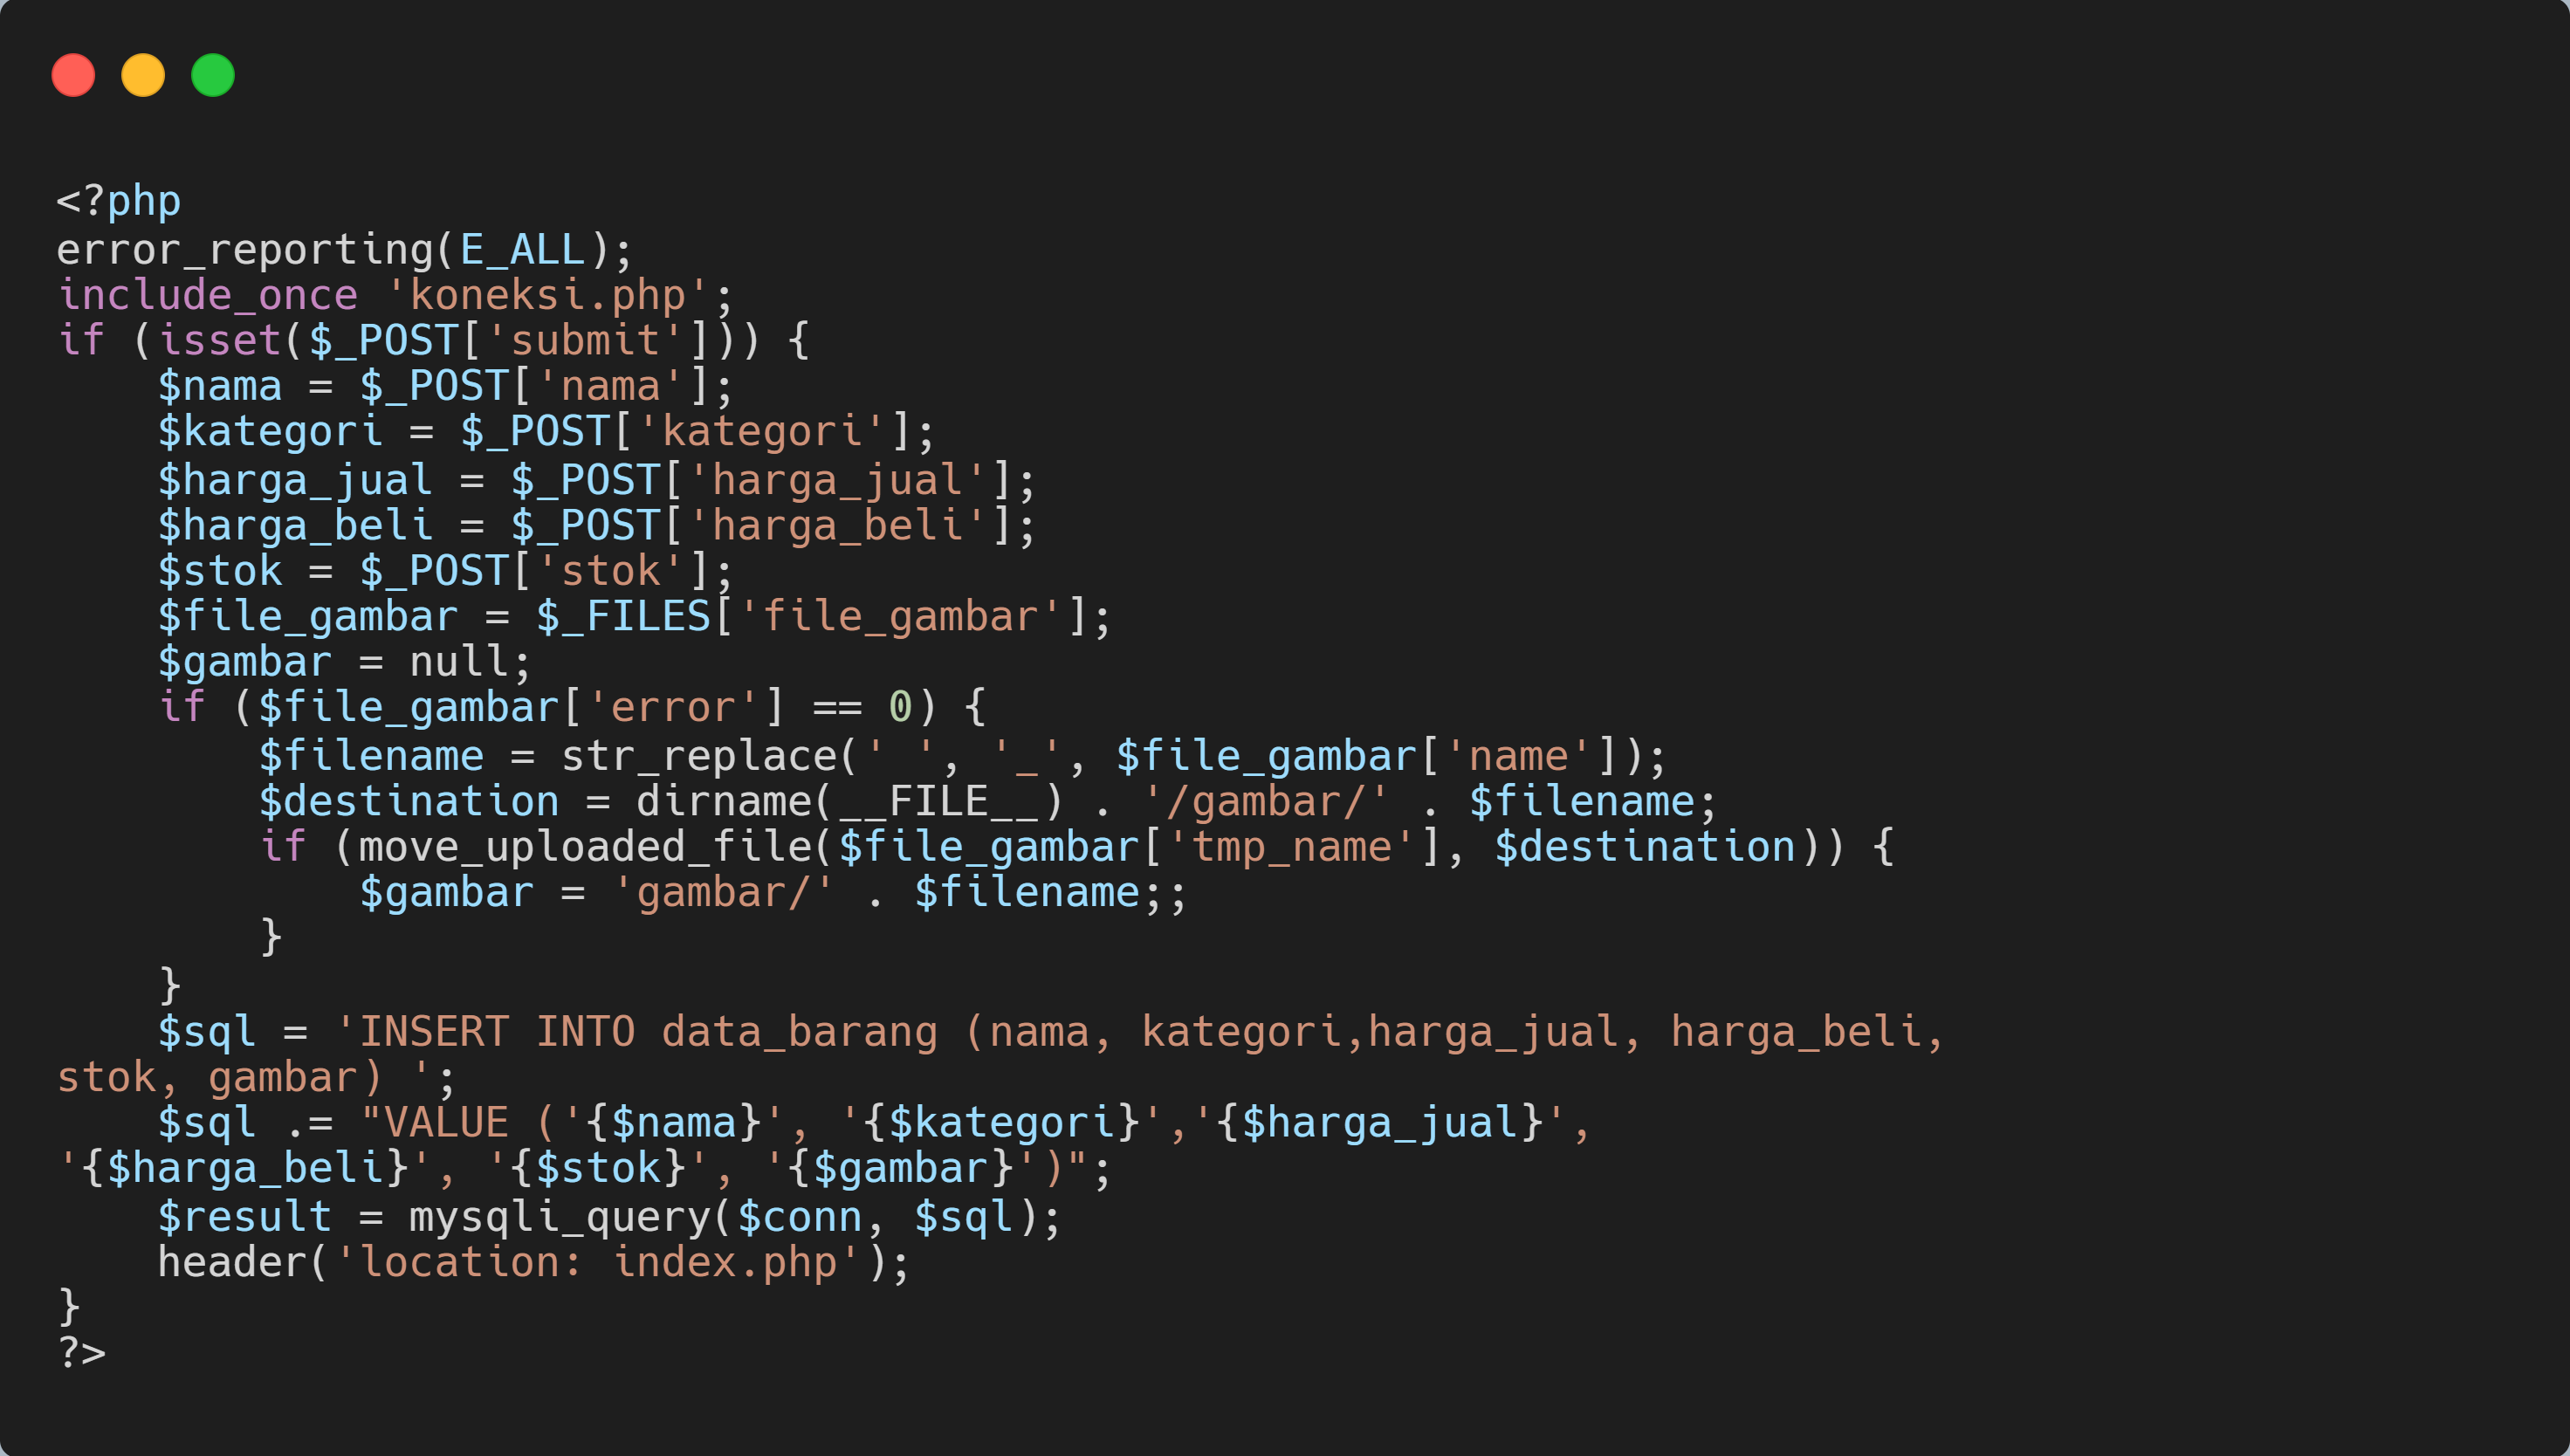 <?php
error_reporting(E_ALL);
include_once 'koneksi.php';
if (isset($_POST['submit'])) {
    $nama = $_POST['nama'];
    $kategori = $_POST['kategori'];
    $harga_jual = $_POST['harga_jual'];
    $harga_beli = $_POST['harga_beli'];
    $stok = $_POST['stok'];
    $file_gambar = $_FILES['file_gambar'];
    $gambar = null;
    if ($file_gambar['error'] == 0) {
        $filename = str_replace(' ', '_', $file_gambar['name']);
        $destination = dirname(__FILE__) . '/gambar/' . $filename;
        if (move_uploaded_file($file_gambar['tmp_name'], $destination)) {
            $gambar = 'gambar/' . $filename;;
        }
    }
    $sql = 'INSERT INTO data_barang (nama, kategori,harga_jual, harga_beli,
stok, gambar) ';
    $sql .= "VALUE ('{$nama}', '{$kategori}','{$harga_jual}',
'{$harga_beli}', '{$stok}', '{$gambar}')";
    $result = mysqli_query($conn, $sql);
    header('location: index.php');
}
?>